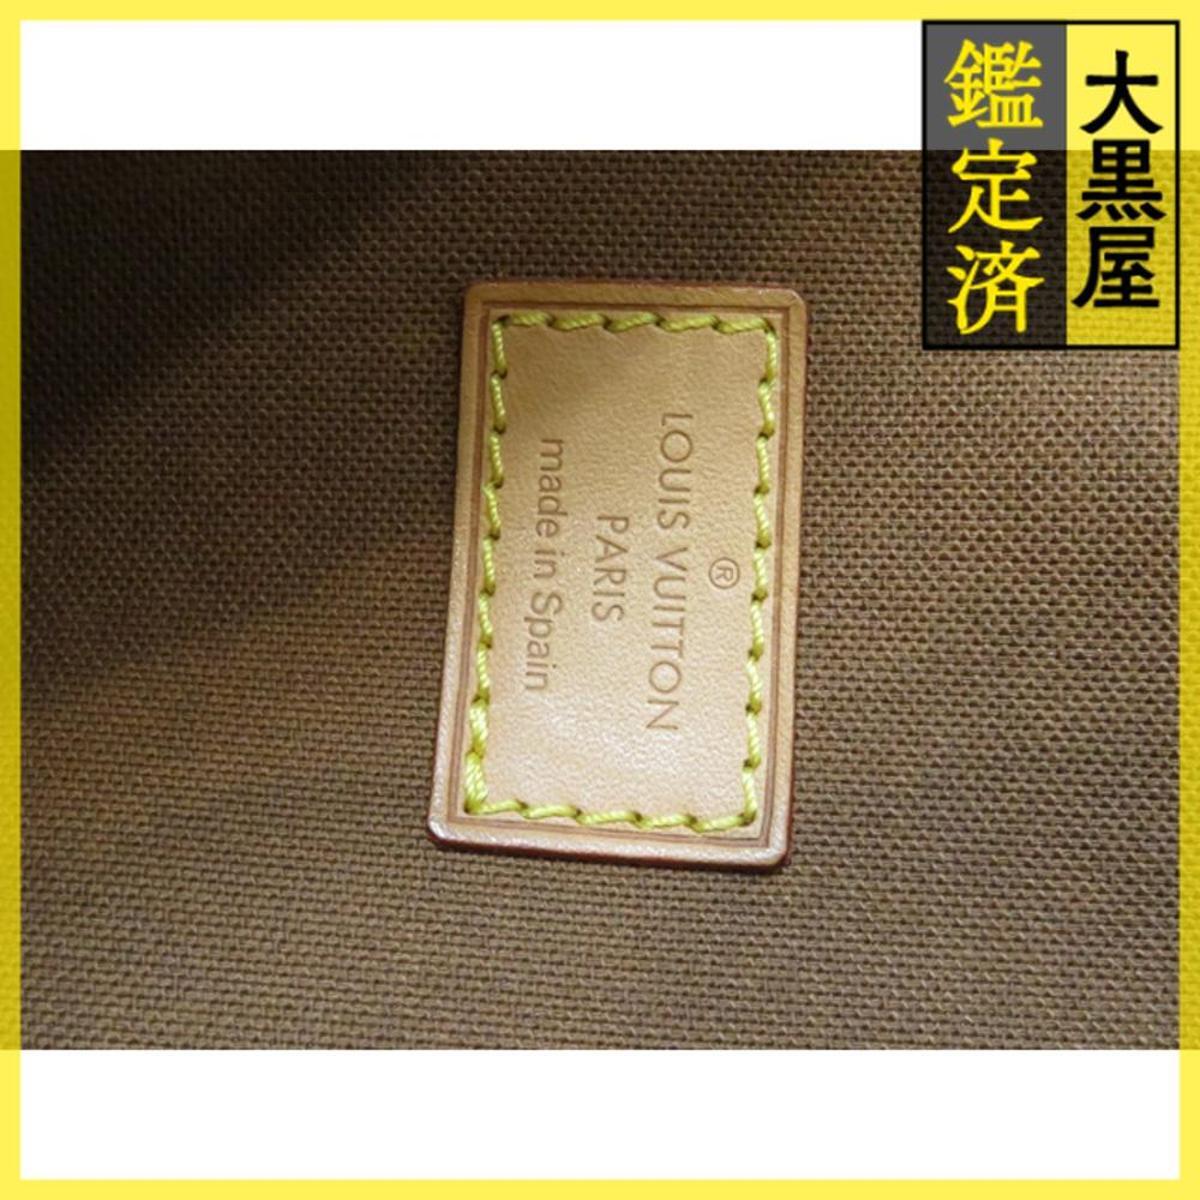 大黒屋
鑑定済
®
LOUIS VUITTON
PARIS
made in Spain